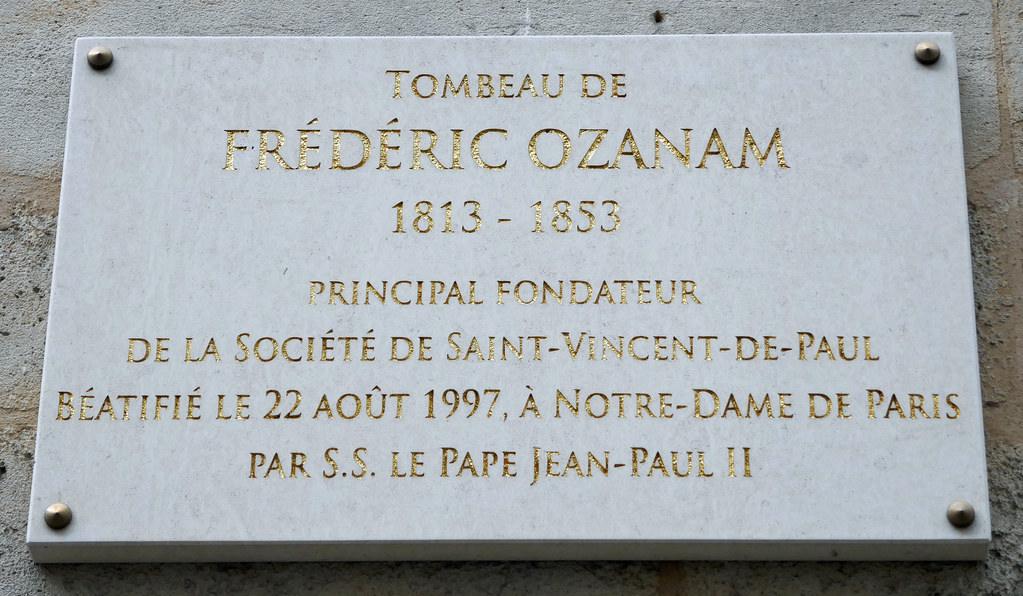 Tombeau de
FRÉDÉRIC OZANAM
1813 - 1853
principal fondateur
de la Société de Saint-Vincent-de-Paul
Béatifié le 22 août 1997, à Notre-Dame de Paris
par S.S. le Pape Jean-Paul II